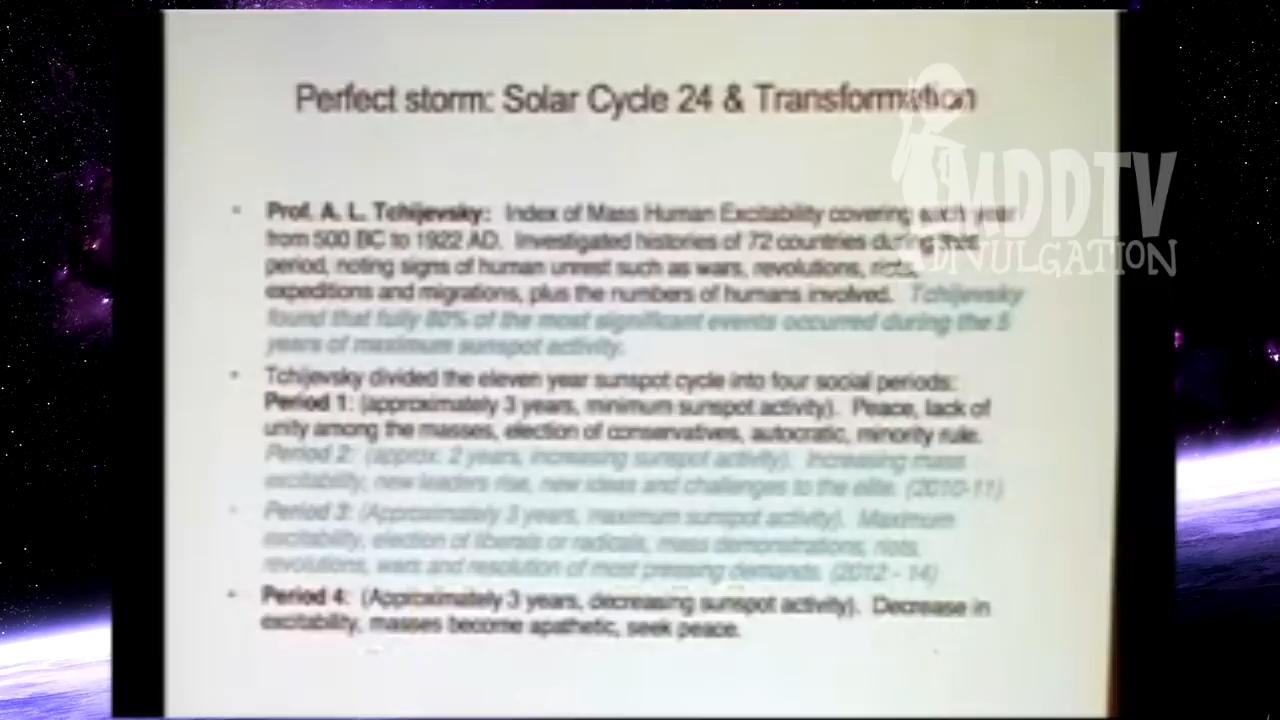 Perfect storm: Solar Cycle 24 & Transformation
MDDTV
DIVULGATION
• Prof. A. L. Tchijevsky: Index of Mass Human Excitability covering each year
from 500 BC to 1922 AD. Investigated histories of 72 countries during that
period, noting signs of human unrest such as wars, revolutions, riots,
expeditions and migrations, plus the numbers of humans involved. Tchijevsky
found that fully 80% of the most significant events occurred during the 5
years of maximum sunspot activity.
• Tchijevsky divided the eleven year sunspot cycle into four social periods:
Period 1: (approximately 3 years, minimum sunspot activity). Peace, lack of
unity among the masses, election of conservatives, autocratic, minority rule.
Period 2: (approx. 2 years, increasing sunspot activity). Increasing mass
excitability, new leaders rise, new ideas and challenges to the elite. (2010-11)
• Period 3: (Approximately 3 years, maximum sunspot activity). Maximum
excitability, election of liberals or radicals, mass demonstrations, riots,
revolutions, wars and resolution of most pressing demands. (2012 - 14)
• Period 4: (Approximately 3 years, decreasing sunspot activity). Decrease in
excitability, masses become apathetic, seek peace.